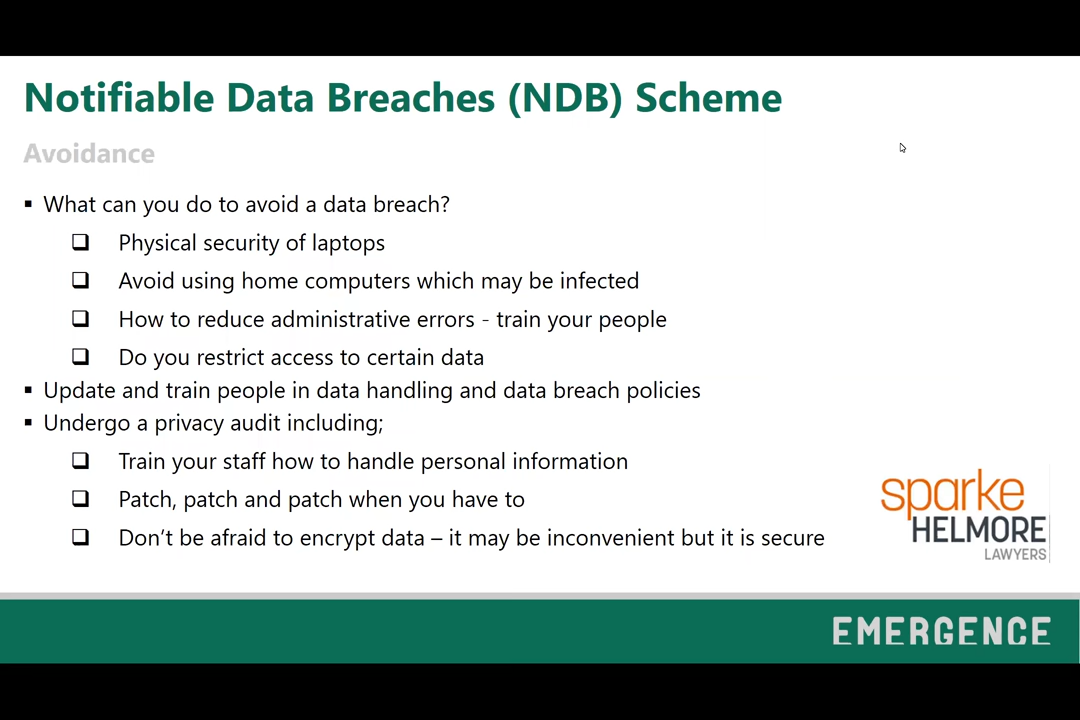 Notifiable Data Breaches (NDB) Scheme
Avoidance
▪ What can you do to avoid a data breach?
❑ Physical security of laptops
❑ Avoid using home computers which may be infected
❑ How to reduce administrative errors - train your people
❑ Do you restrict access to certain data
▪ Update and train people in data handling and data breach policies
▪ Undergo a privacy audit including;
❑ Train your staff how to handle personal information
❑ Patch, patch and patch when you have to
❑ Don’t be afraid to encrypt data – it may be inconvenient but it is secure
sparke
HELMORE
LAWYERS
EMERGENCE